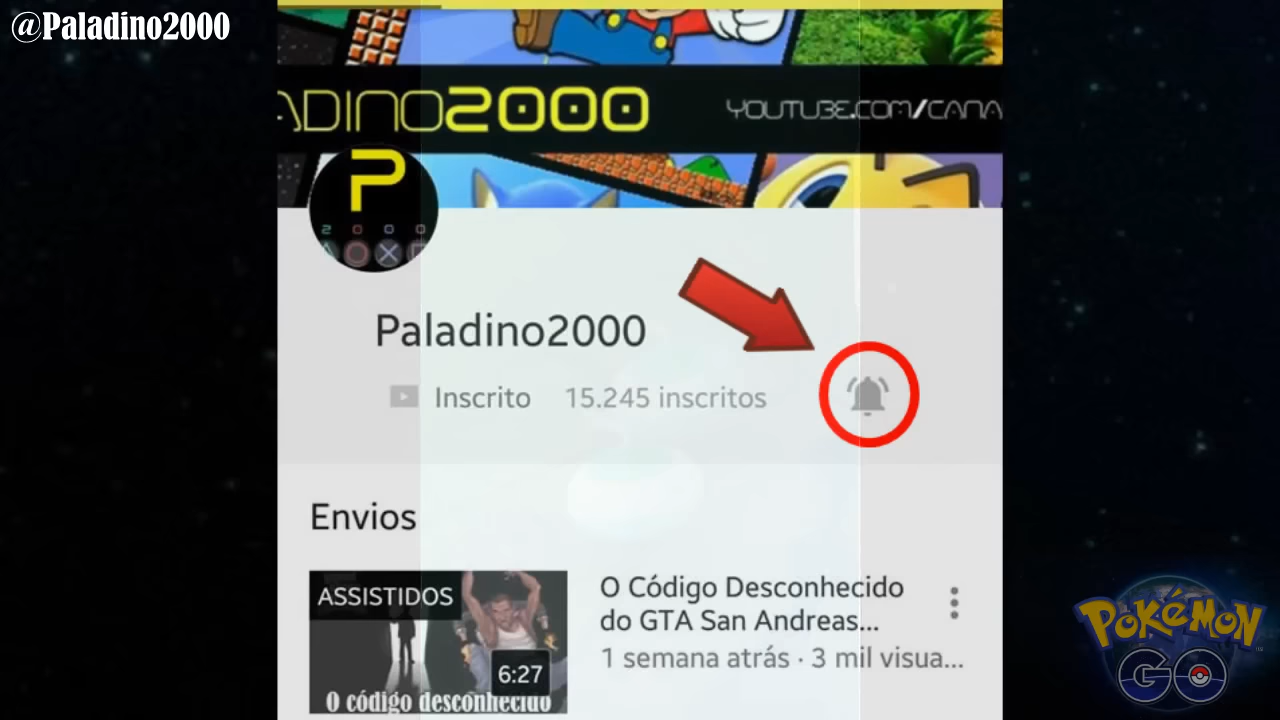 @Paladino2000
ADINO2000
YOUTUBE.COM/CANA
P
2000
Paladino2000
Inscrito 15.245 inscritos
Envios
ASSISTIDOS
6:27
O código desconhecido
O Código Desconhecido
do GTA San Andreas...
1 semana atrás · 3 mil visua...
POKÉMON
GO